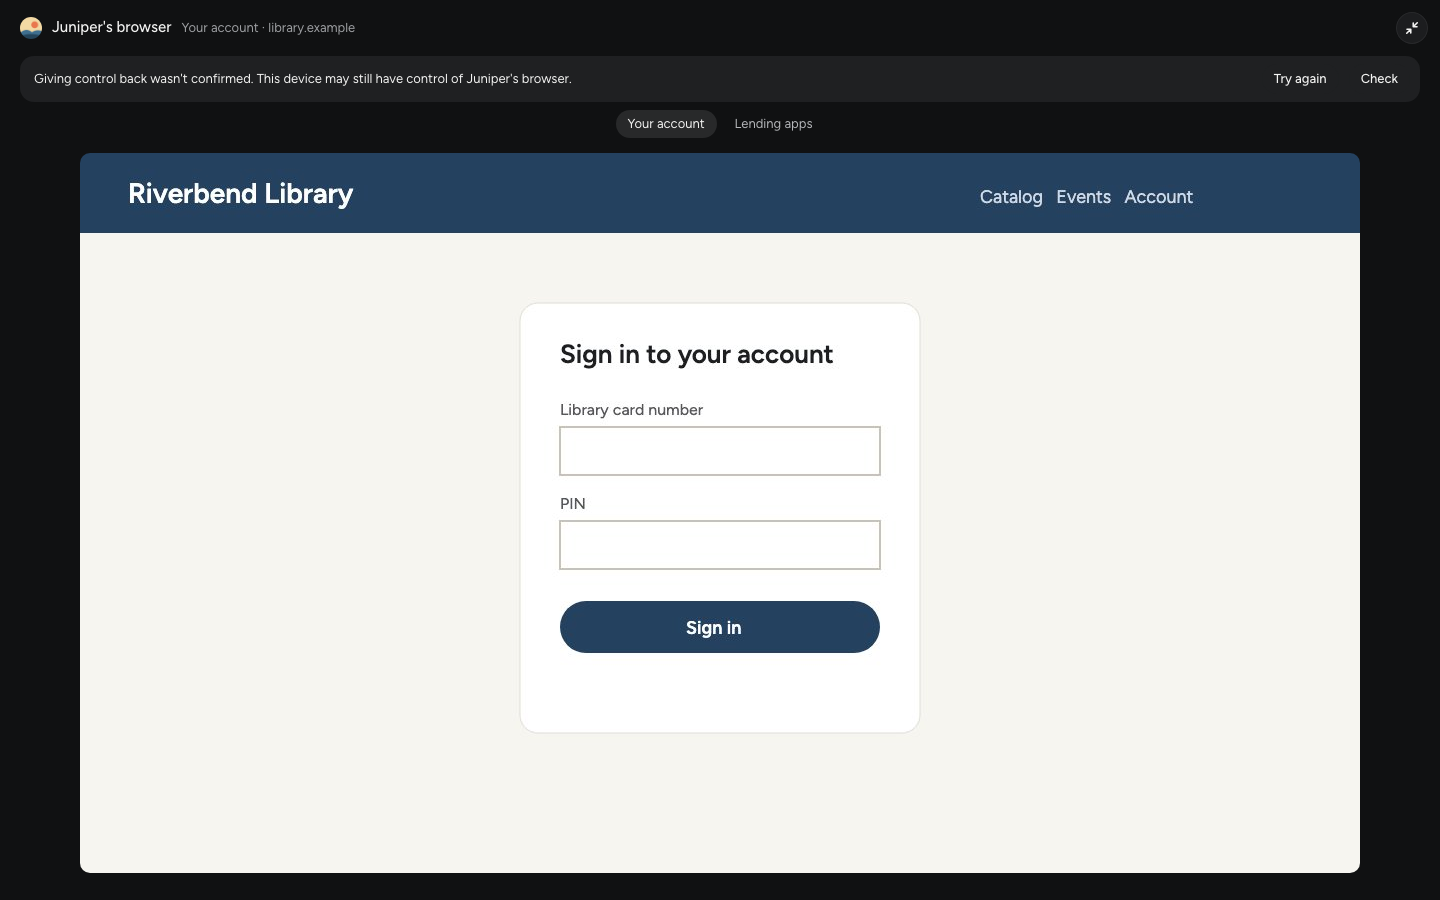 Juniper's browser Your account · library.example
Giving control back wasn't confirmed. This device may still have control of Juniper's browser. Try again Check
Your account Lending apps
Riverbend Library Catalog Events Account
Sign in to your account
Library card number
PIN
Sign in